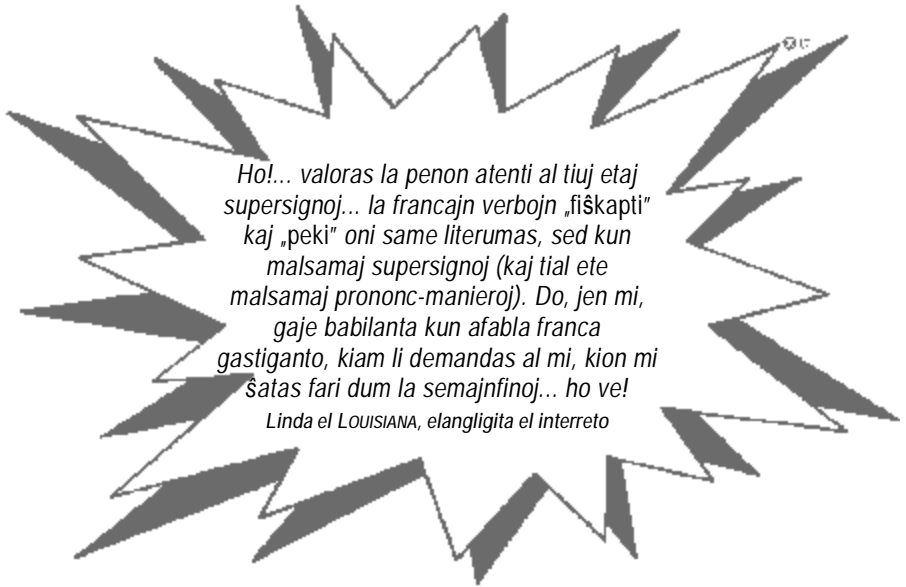 Ho!... valoras la penon atenti al tiuj etaj
supersignoj... la francajn verbojn „fiŝkapti”
kaj „peki” oni same literumas, sed kun
malsamaj supersignoj (kaj tial ete
malsamaj prononc-manieroj). Do, jen mi,
gaje babilanta kun afabla franca
gastiganto, kiam li demandas al mi, kion mi
ŝatas fari dum la semajnfinoj... ho ve!
Linda el LOUISIANA, elangligita el interreto